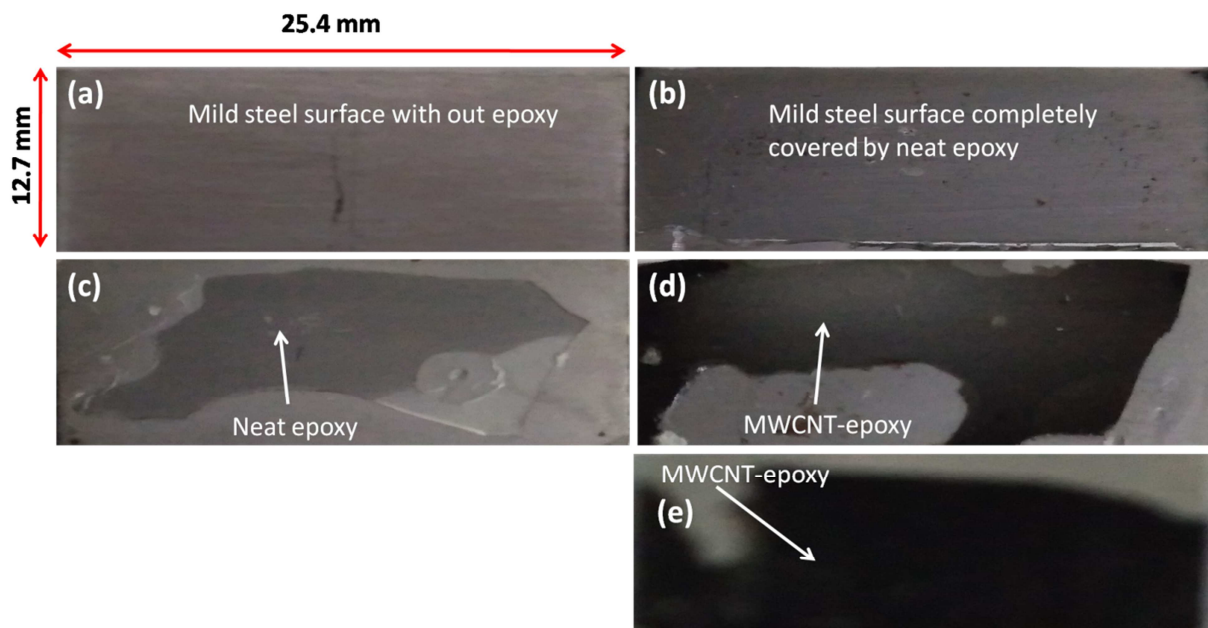 25.4 mm
12.7 mm
(a)
Mild steel surface with out epoxy
(b)
Mild steel surface completely
covered by neat epoxy
(c)
Neat epoxy
(d)
MWCNT-epoxy
MWCNT-epoxy
(e)